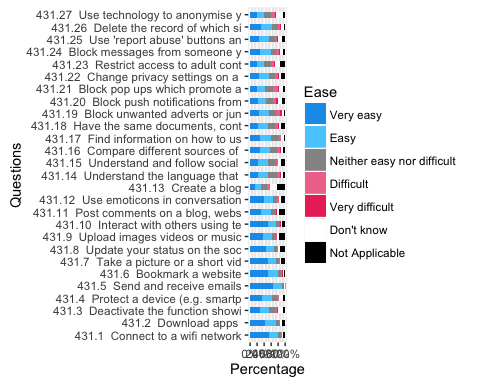 431.27 Use technology to anonymise y
431.26 Delete the record of which si
431.25 Use 'report abuse' buttons an
431.24 Block messages from someone y
431.23 Restrict access to adult cont
431.22 Change privacy settings on a
431.21 Block pop ups which promote a
431.20 Block push notifications from
431.19 Block unwanted adverts or jun
431.18 Have the same documents, cont
431.17 Find information on how to us
431.16 Compare different sources of
431.15 Understand and follow social
431.14 Understand the language that
431.13 Create a blog
431.12 Use emoticons in conversation
431.11 Post comments on a blog, webs
431.10 Interact with others using te
431.9 Upload images videos or music
431.8 Update your status on the soc
431.7 Take a picture or a short vid
431.6 Bookmark a website
431.5 Send and receive emails
431.4 Protect a device (e.g. smartp
431.3 Deactivate the function showi
431.2 Download apps
431.1 Connect to a wifi network
Questions
Percentage
Ease
Very easy
Easy
Neither easy nor difficult
Difficult
Very difficult
Don't know
Not Applicable